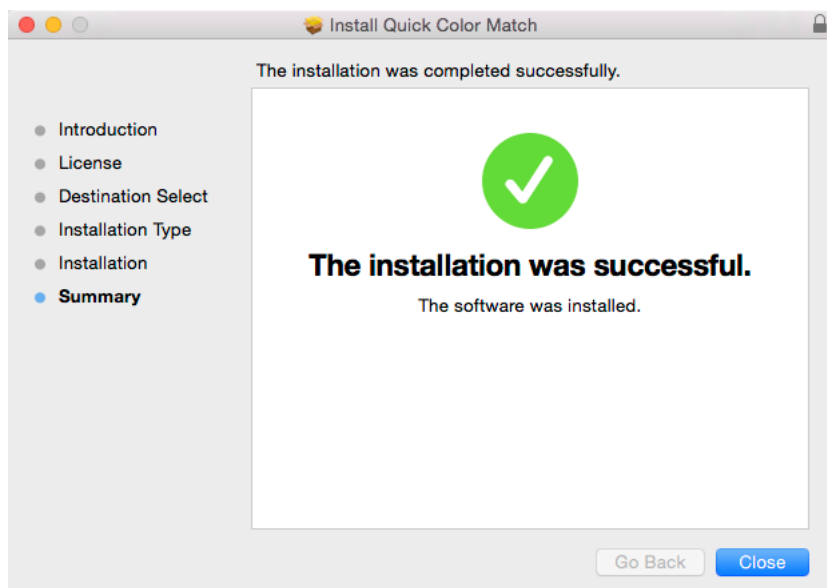 Install Quick Color Match
The installation was completed successfully.
Introduction
License
Destination Select
Installation Type
Installation
Summary
The installation was successful.
The software was installed.
Go Back
Close